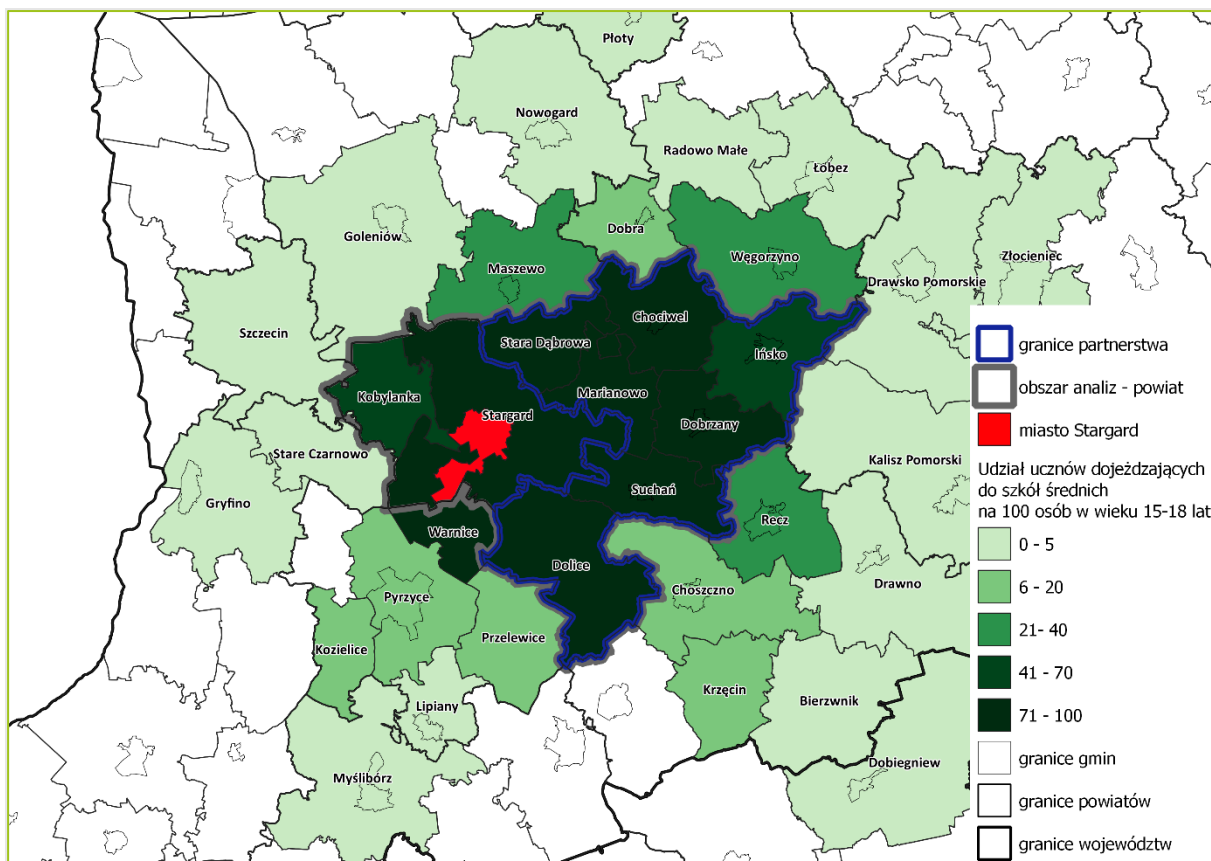 Płoty
Nowogard
Radowo Małe
Łobez
Dobra
Goleniów
Węgorzyno
Złocieniec
Maszewo
Drawsko Pomorskie
Szczecin
Chociwel
Stara Dąbrowa
Ińsko
Kobylanka
Marianowo
Stargard
Dobrzany
Stare Czarnowo
Kalisz Pomorski
Gryfino
Suchań
Recz
Warnice
Dolice
Drawno
Choszczno
Pyrzyce
Przelewice
Kozielice
Krzęcin
Bierzwnik
Lipiany
Myślibórz
Dobiegniew
granice partnerstwa
obszar analiz - powiat
miasto Stargard
Udział ucznów dojeżdzających
do szkół średnich
na 100 osób w wieku 15-18 lat
0 - 5
6 - 20
21 - 40
41 - 70
71 - 100
granice gmin
granice powiatów
granice województw